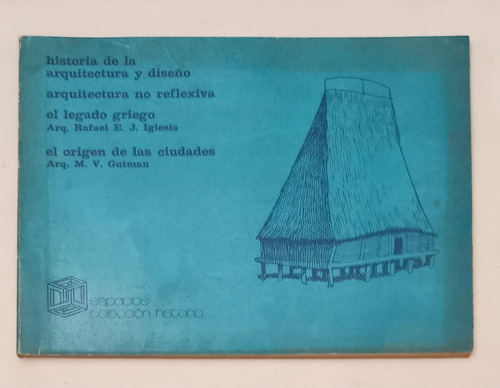 historia de la
arquitectura y diseño
arquitectura no reflexiva
el legado griego
Arq. Rafael E. J. Iglesia
el origen de las ciudades
Arq. M. V. Gutman
espacios
colección historia